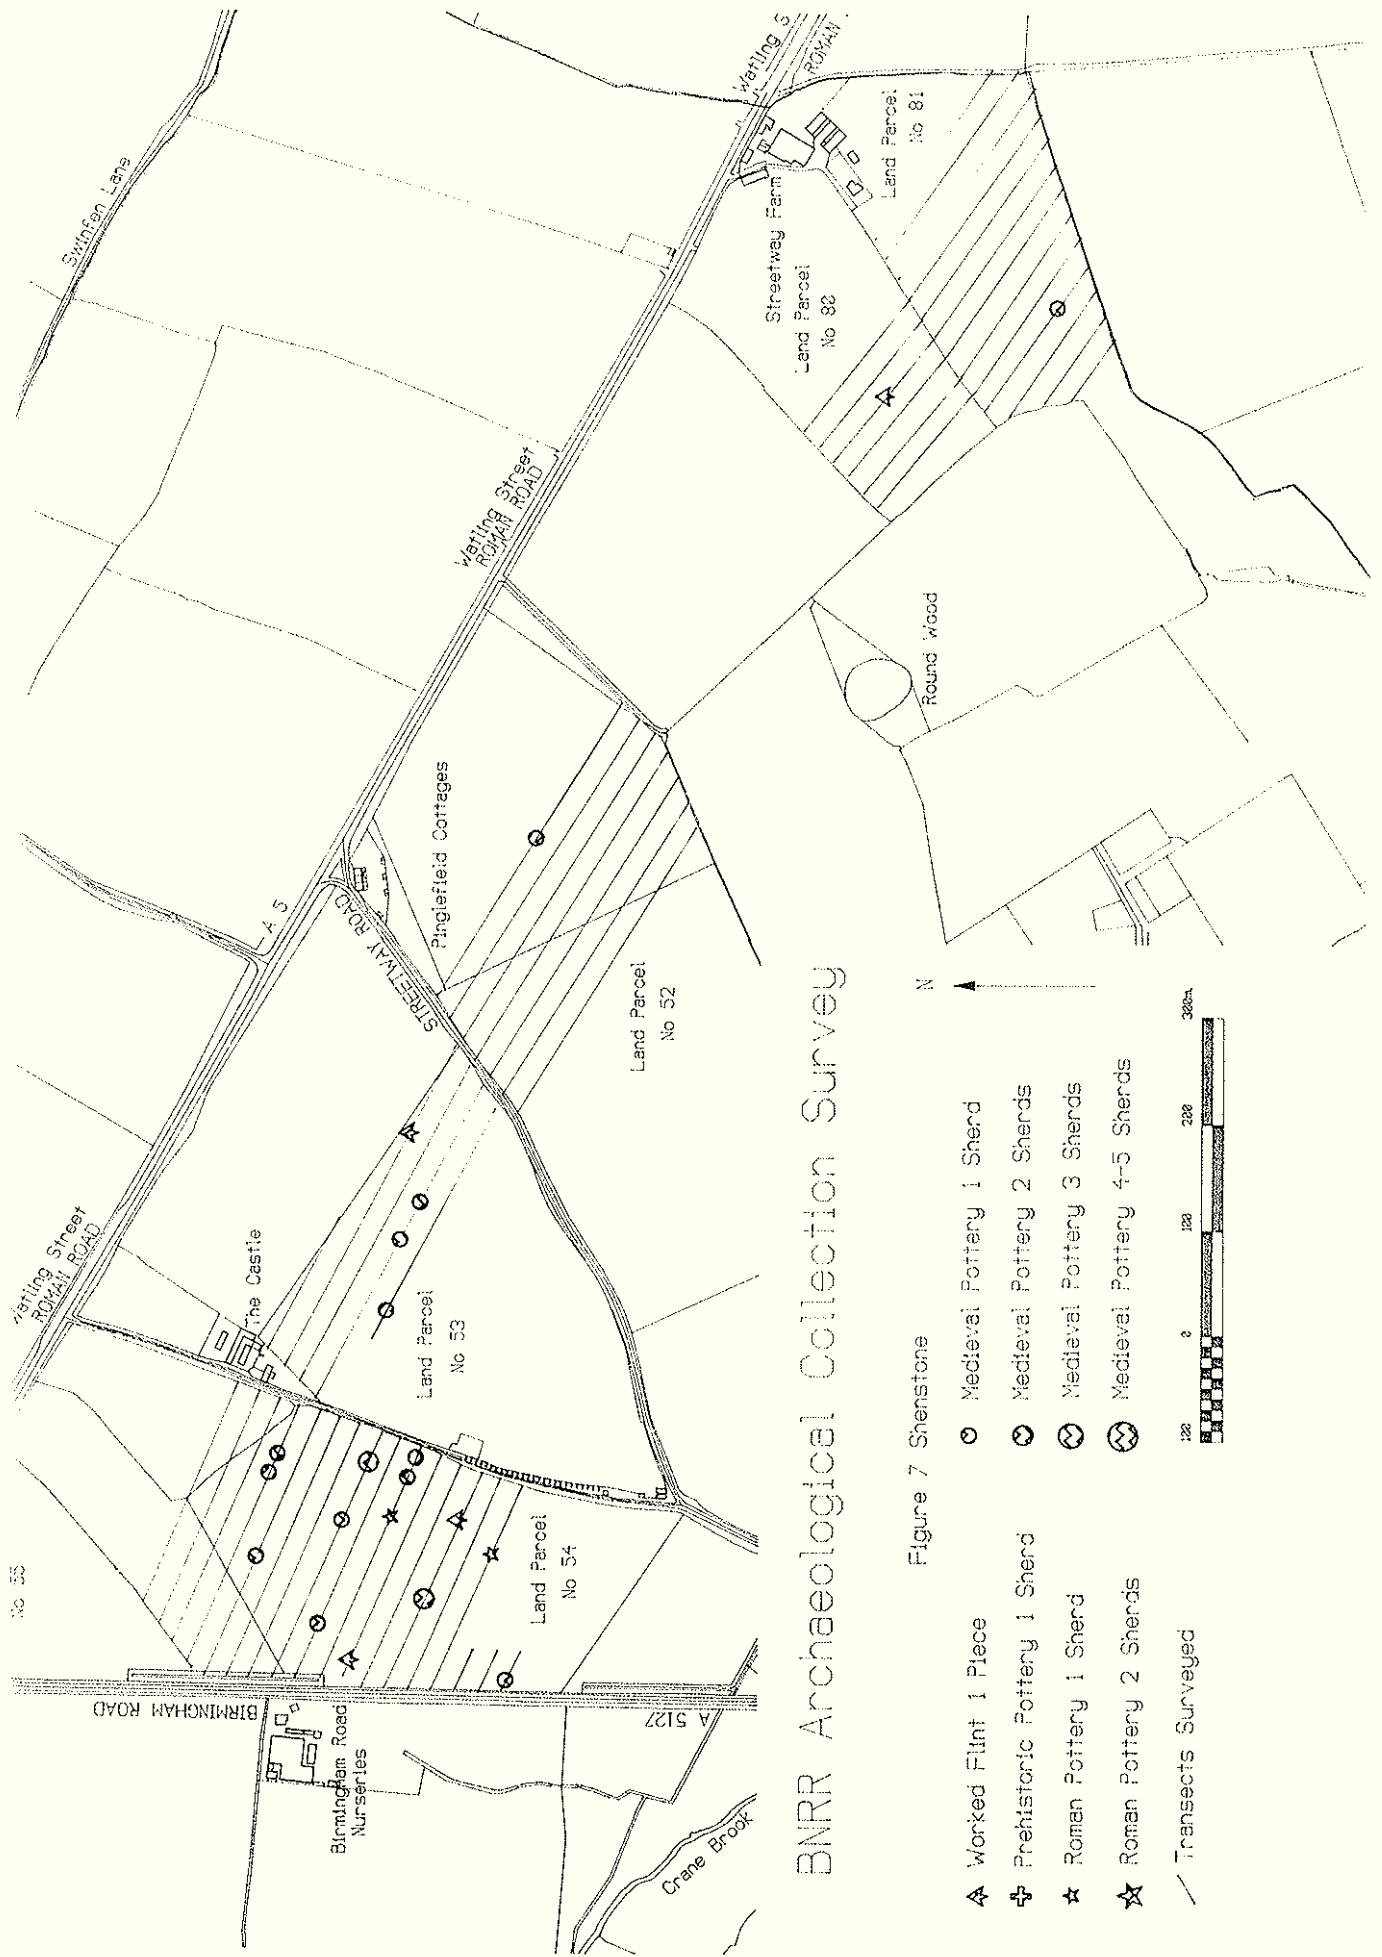 No 55
BIRMINGHAM ROAD
Birmingham Road
Nurseries
A 5127
Crane Brook
Land Parcel
No 54
Watling Street
ROMAN ROAD
The Castle
Land Parcel
No 53
A 5
STREETWAY ROAD
Pinglefield Cottages
Land Parcel
No 52
Watling Street
ROMAN ROAD
Swinfen Lane
Round Wood
Streetway Farm
Land Parcel
No 82
Land Parcel
No 81
Watling S
ROMAN
BNRR Archaeological Collection Survey
Figure 7 Shenstone
Worked Flint 1 Piece
Prehistoric Pottery 1 Sherd
Roman Pottery 1 Sherd
Roman Pottery 2 Sherds
Transects Surveyed
Medieval Pottery 1 Sherd
Medieval Pottery 2 Sherds
Medieval Pottery 3 Sherds
Medieval Pottery 4-5 Sherds
N
100 0 100 200 300m